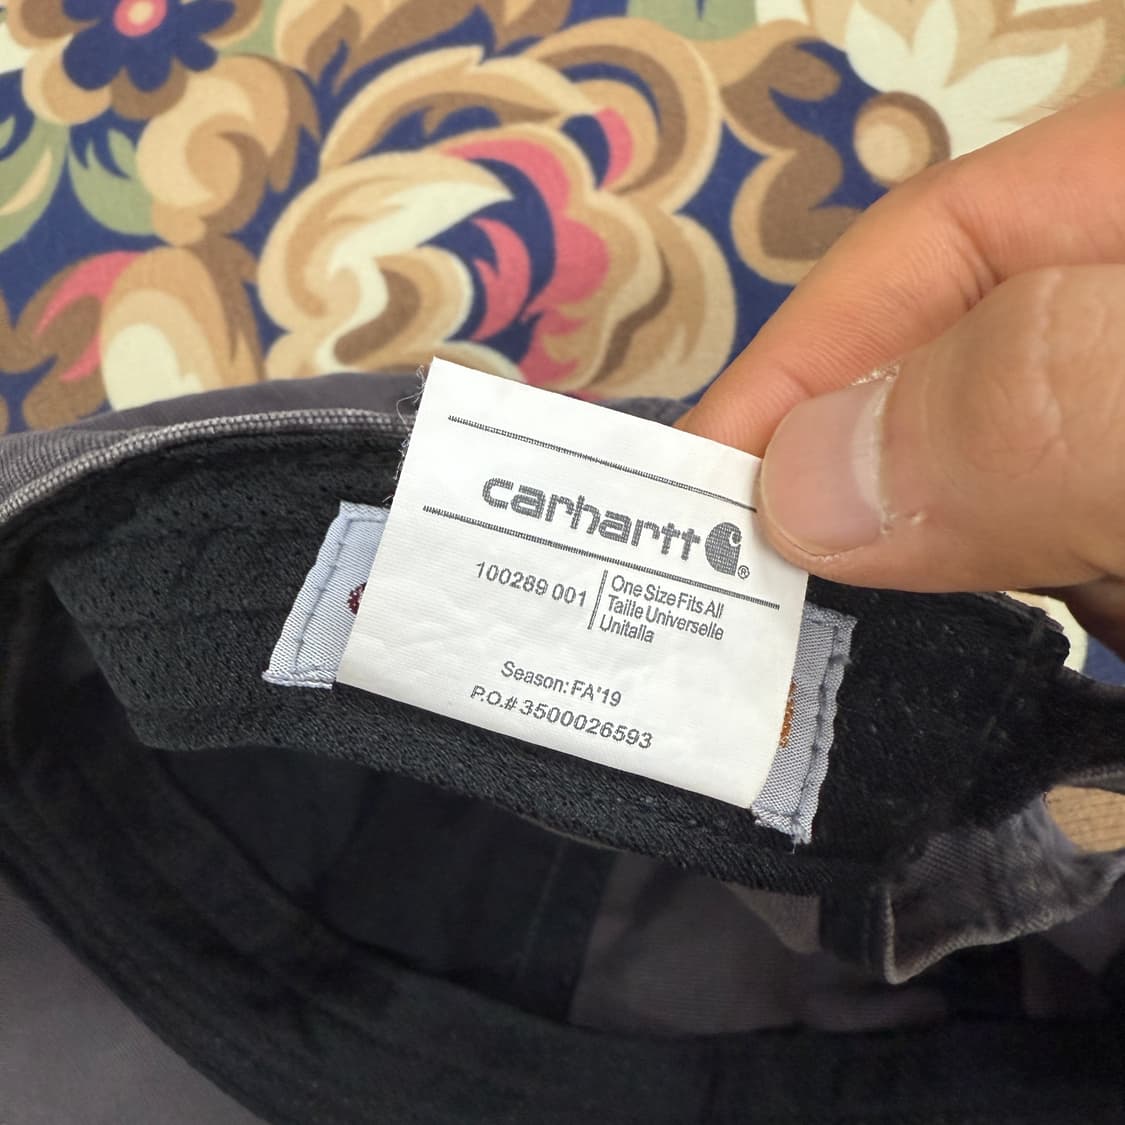 carhartt®
100289 001
One Size Fits All
Taille Universelle
Unitalla
Season: FA'19
P.O.# 3500026593